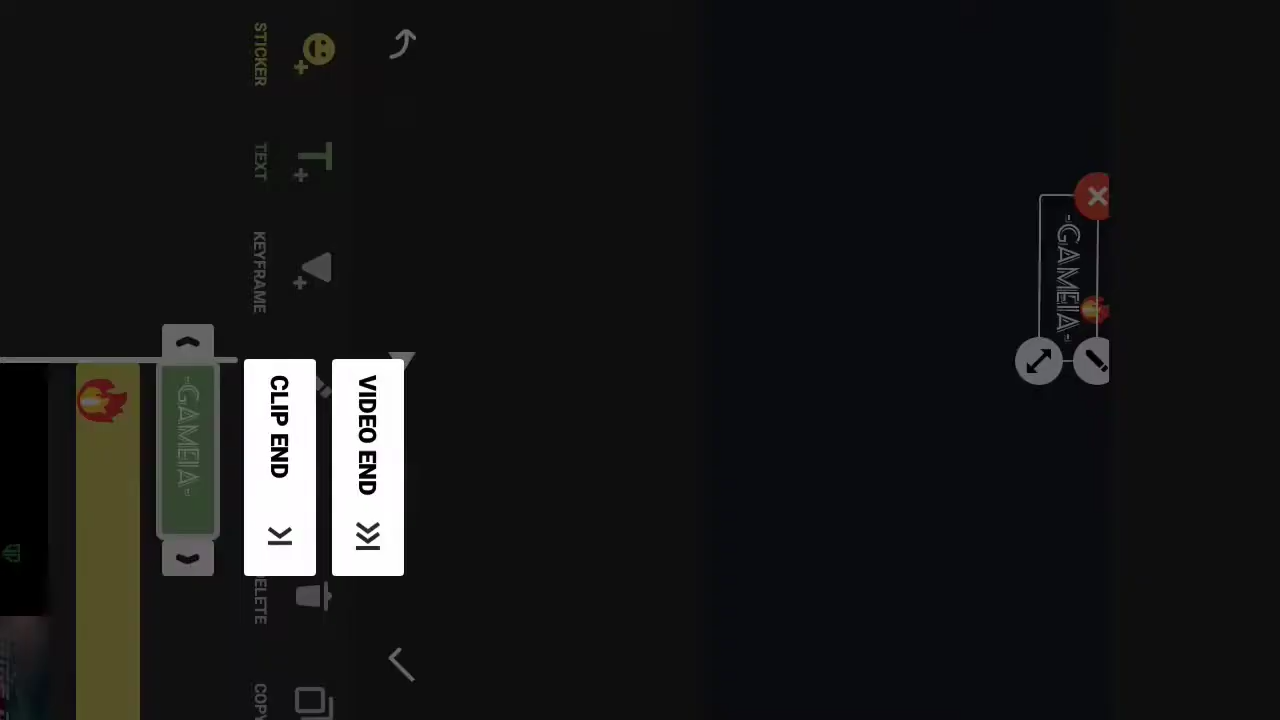 -GAMEIA-
VIDEO END
CLIP END
STICKER
TEXT
KEYFRAME
ELETE
COPY
-GAMEIA-